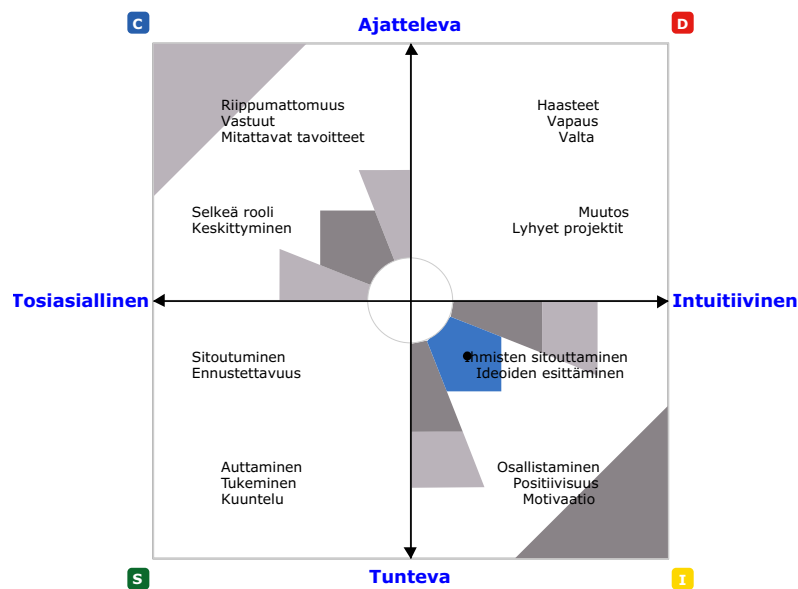 C
Ajatteleva
D
Riippumattomuus
Vastuut
Mitattavat tavoitteet
Haasteet
Vapaus
Valta
Selkeä rooli
Keskittyminen
Muutos
Lyhyet projektit
Tosiasiallinen
Intuitiivinen
Sitoutuminen
Ennustettavuus
Ihmisten sitouttaminen
Ideoiden esittäminen
Auttaminen
Tukeminen
Kuuntelu
Osallistaminen
Positiivisuus
Motivaatio
S
Tunteva
I